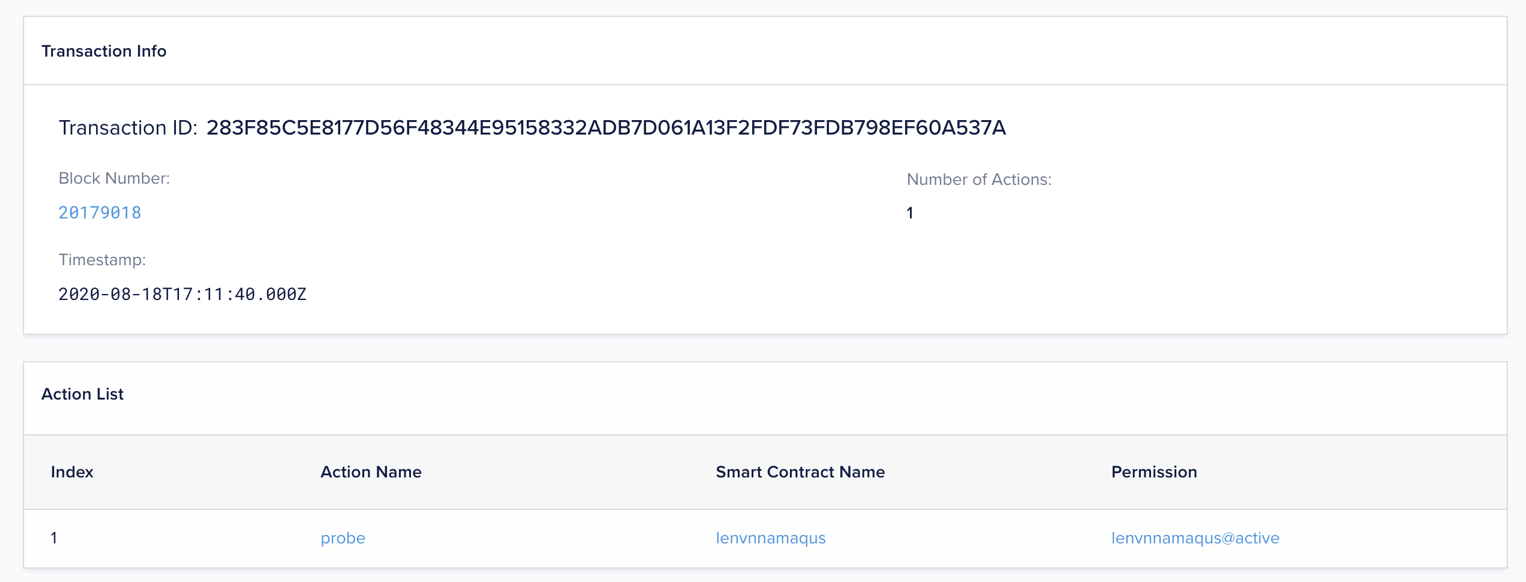 Transaction Info
Transaction ID: 283F85C5E8177D56F48344E95158332ADB7D061A13F2FDF73FDB798EF60A537A
Block Number:
20179018
Number of Actions:
1
Timestamp:
2020-08-18T17:11:40.000Z
Action List
Index Action Name Smart Contract Name Permission
1 probe lenvnnamaqus lenvnnamaqus@active